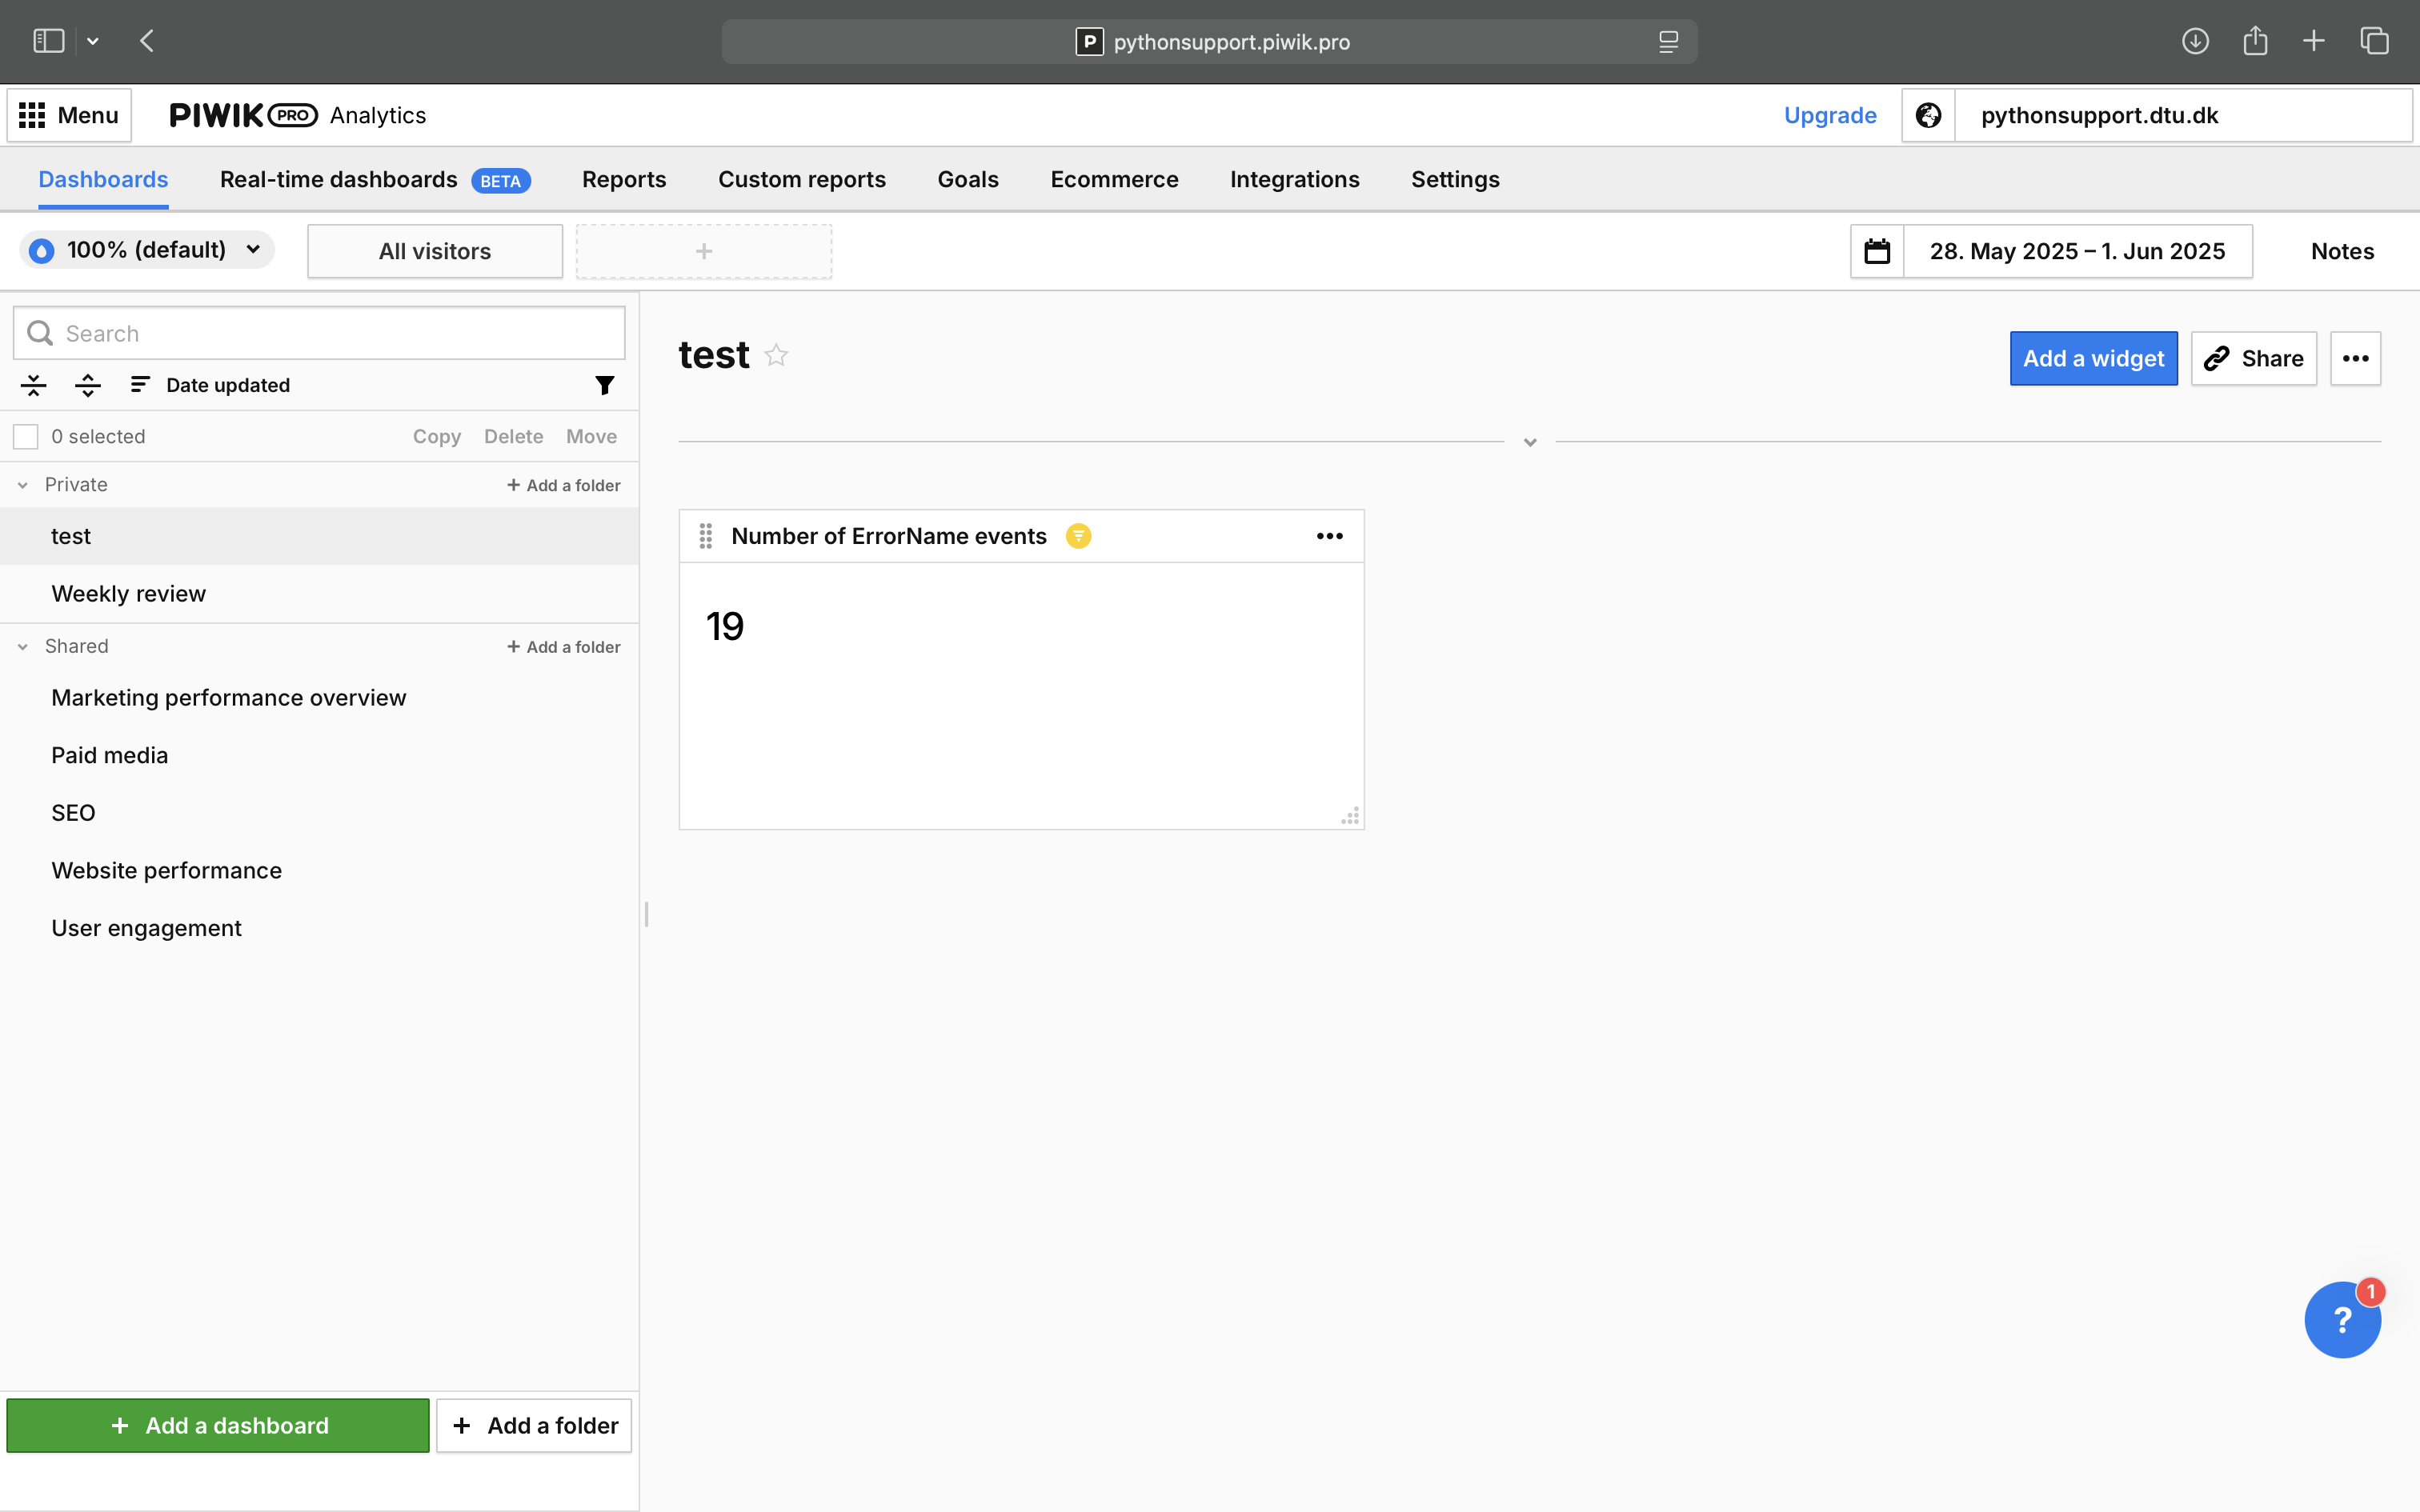 P pythonsupport.piwik.pro
Menu PIWIK PRO Analytics Upgrade pythonsupport.dtu.dk
Dashboards Real-time dashboards BETA Reports Custom reports Goals Ecommerce Integrations Settings
100% (default) All visitors + 28. May 2025 – 1. Jun 2025 Notes
Search
Date updated
0 selected Copy Delete Move
Private + Add a folder
test
Weekly review
Shared + Add a folder
Marketing performance overview
Paid media
SEO
Website performance
User engagement
+ Add a dashboard + Add a folder
test Add a widget Share
Number of ErrorName events
19
1
?